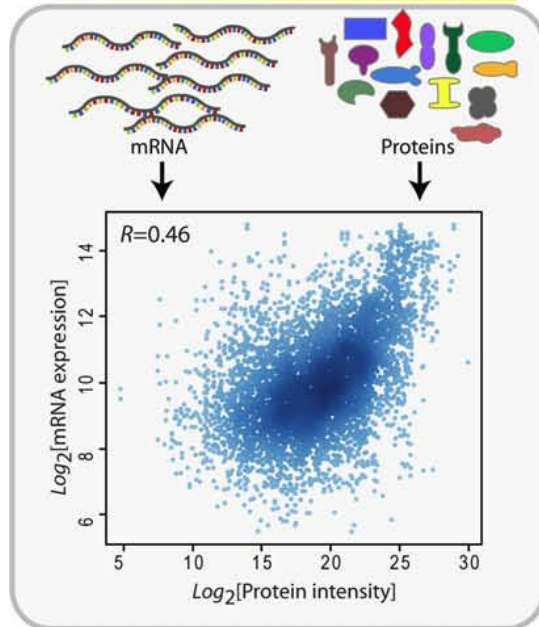 mRNA
Proteins
R=0.46
Log2[mRNA expression]
14
12
10
8
6
5
10
15
20
25
30
Log2[Protein intensity]